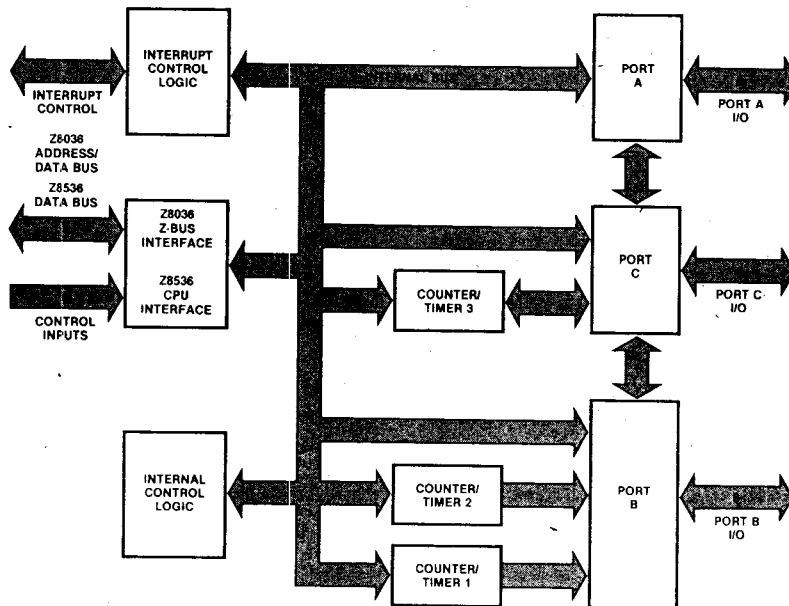 INTERRUPT
CONTROL
LOGIC
INTERNAL BUS
PORT
A
INTERRUPT
CONTROL
PORT A
I/O
Z8036
ADDRESS/
DATA BUS
Z8536
DATA BUS
Z8036
Z-BUS
INTERFACE
Z8536
CPU
INTERFACE
CONTROL
INPUTS
PORT
C
PORT C
I/O
COUNTER/
TIMER 3
INTERNAL
CONTROL
LOGIC
COUNTER/
TIMER 2
PORT
B
PORT B
I/O
COUNTER/
TIMER 1